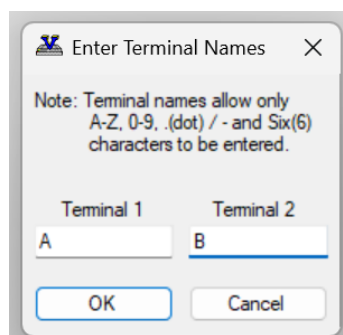 Enter Terminal Names
Note: Terminal names allow only
A-Z, 0-9, .(dot) / - and Six(6)
characters to be entered.
Terminal 1 Terminal 2
A B
OK Cancel